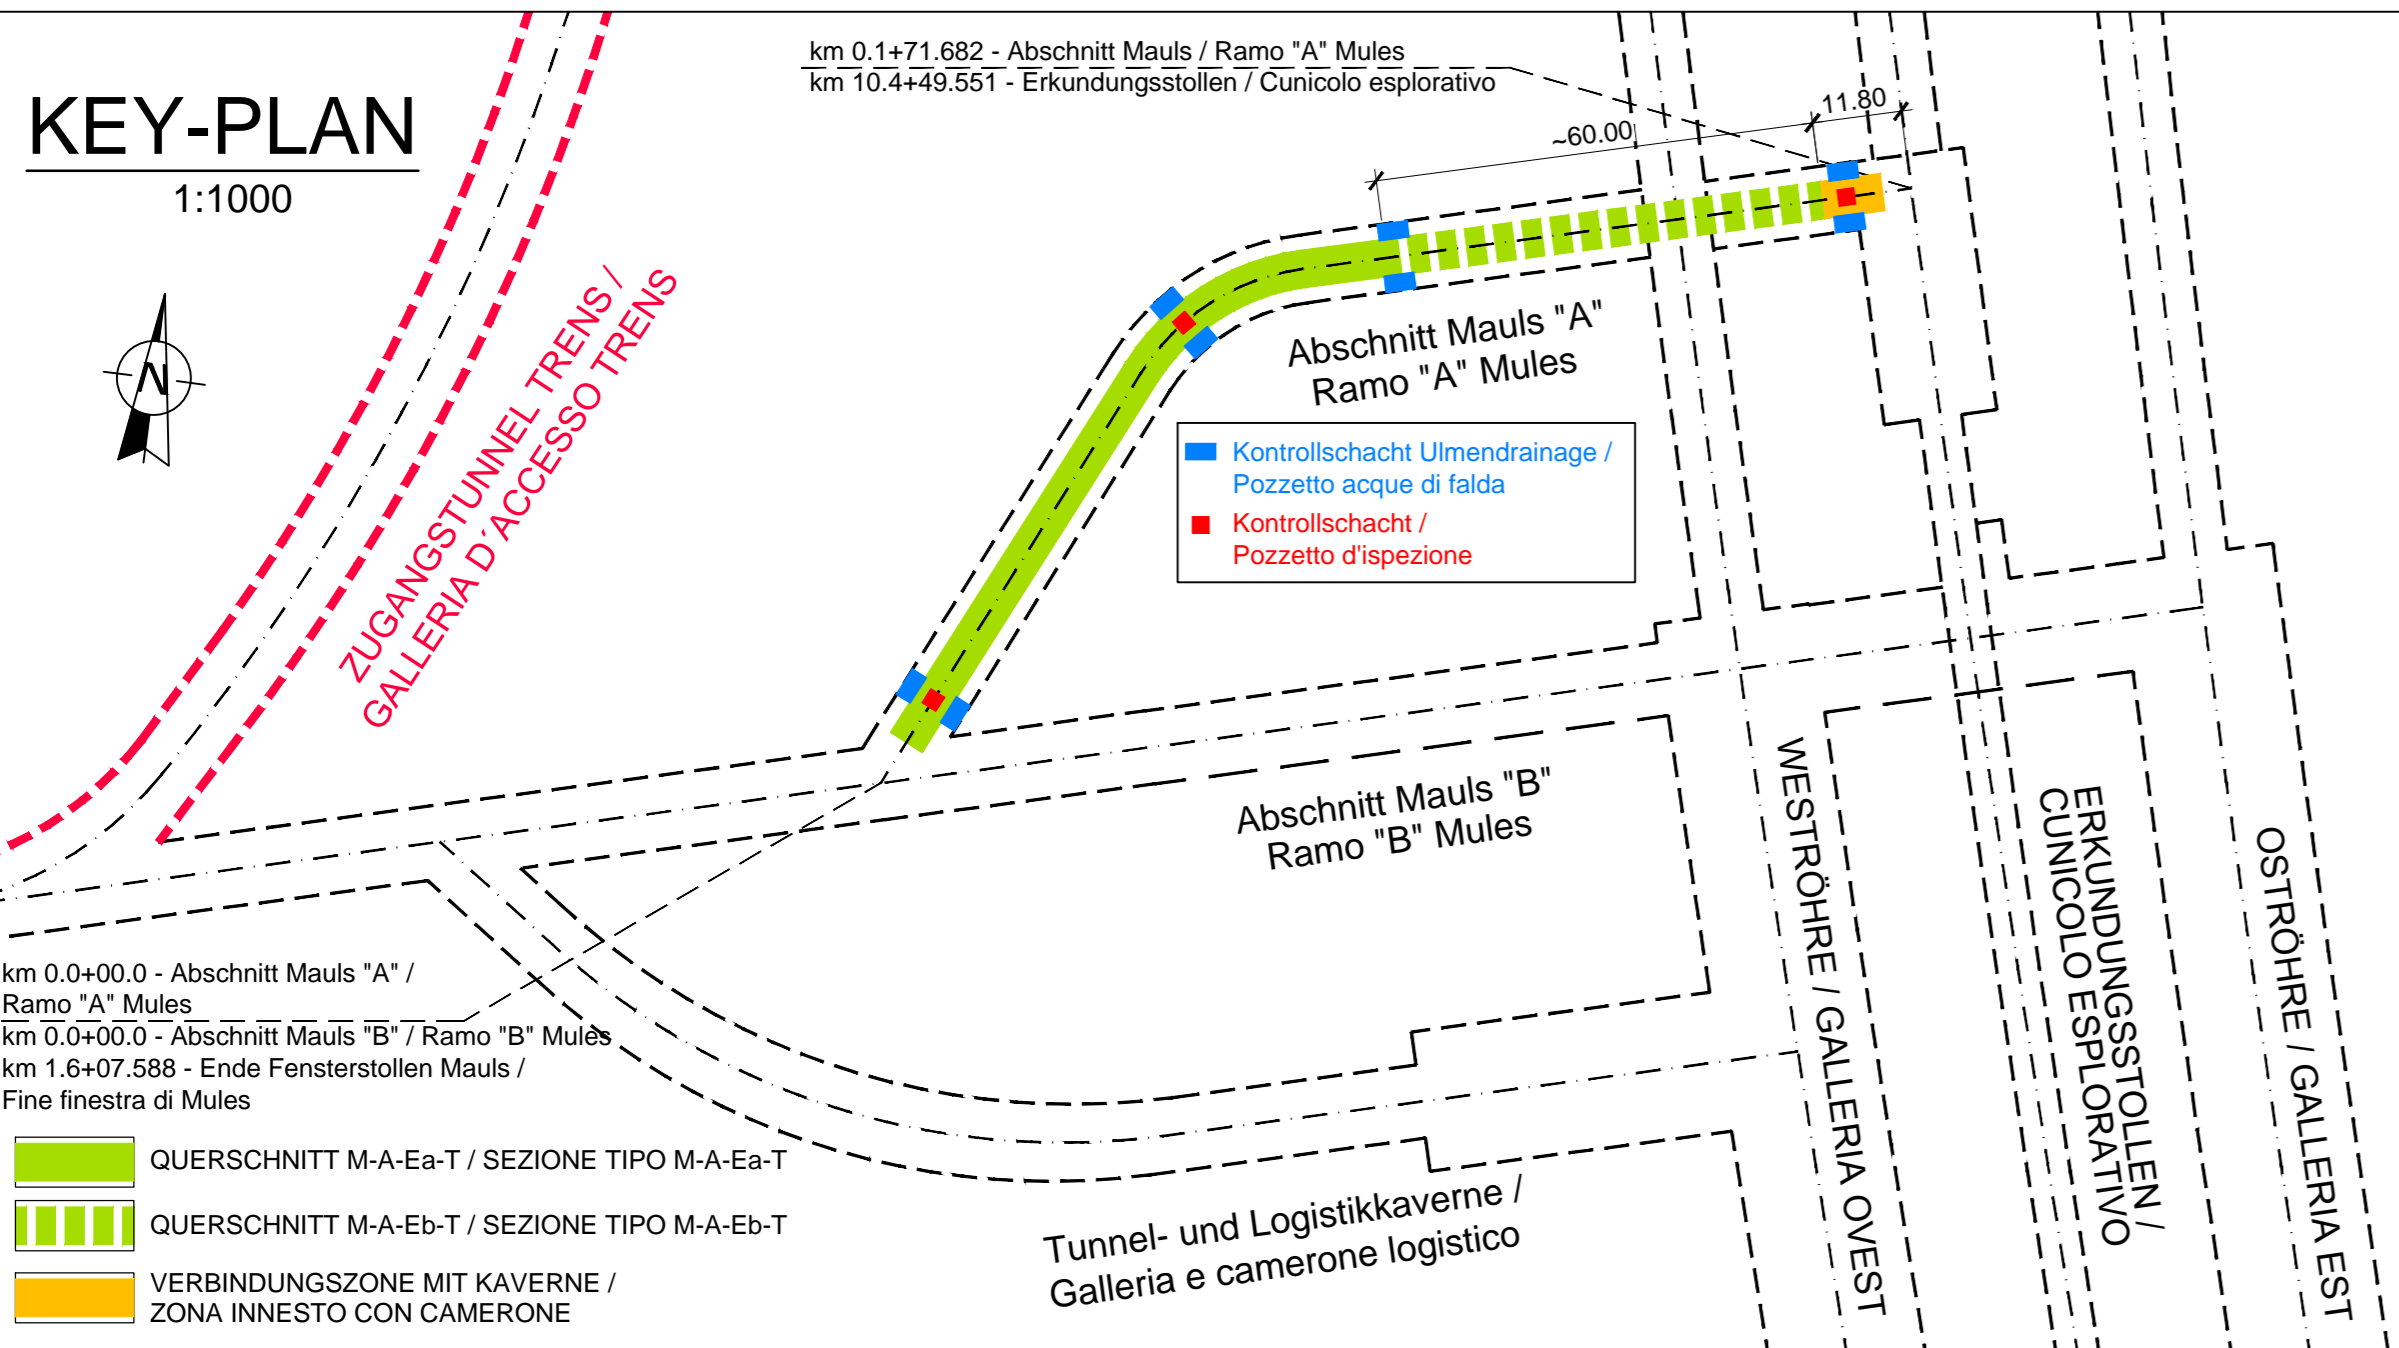 KEY-PLAN
1:1000
km 0.1+71.682 - Abschnitt Mauls / Ramo "A" Mules
km 10.4+49.551 - Erkundungsstollen / Cunicolo esplorativo
~60.00
11.80
N
ZUGANGSTUNNEL TRENS /
GALLERIA D´ACCESSO TRENS
Abschnitt Mauls "A"
Ramo "A" Mules
Kontrollschacht Ulmendrainage /
Pozzetto acque di falda
Kontrollschacht /
Pozzetto d'ispezione
Abschnitt Mauls "B"
Ramo "B" Mules
WESTRÖHRE / GALLERIA OVEST
ERKUNDUNGSSTOLLEN /
CUNICOLO ESPLORATIVO
OSTRÖHRE / GALLERIA EST
km 0.0+00.0 - Abschnitt Mauls "A" /
Ramo "A" Mules
km 0.0+00.0 - Abschnitt Mauls "B" / Ramo "B" Mules
km 1.6+07.588 - Ende Fensterstollen Mauls /
Fine finestra di Mules
QUERSCHNITT M-A-Ea-T / SEZIONE TIPO M-A-Ea-T
QUERSCHNITT M-A-Eb-T / SEZIONE TIPO M-A-Eb-T
VERBINDUNGSZONE MIT KAVERNE /
ZONA INNESTO CON CAMERONE
Tunnel- und Logistikkaverne /
Galleria e camerone logistico